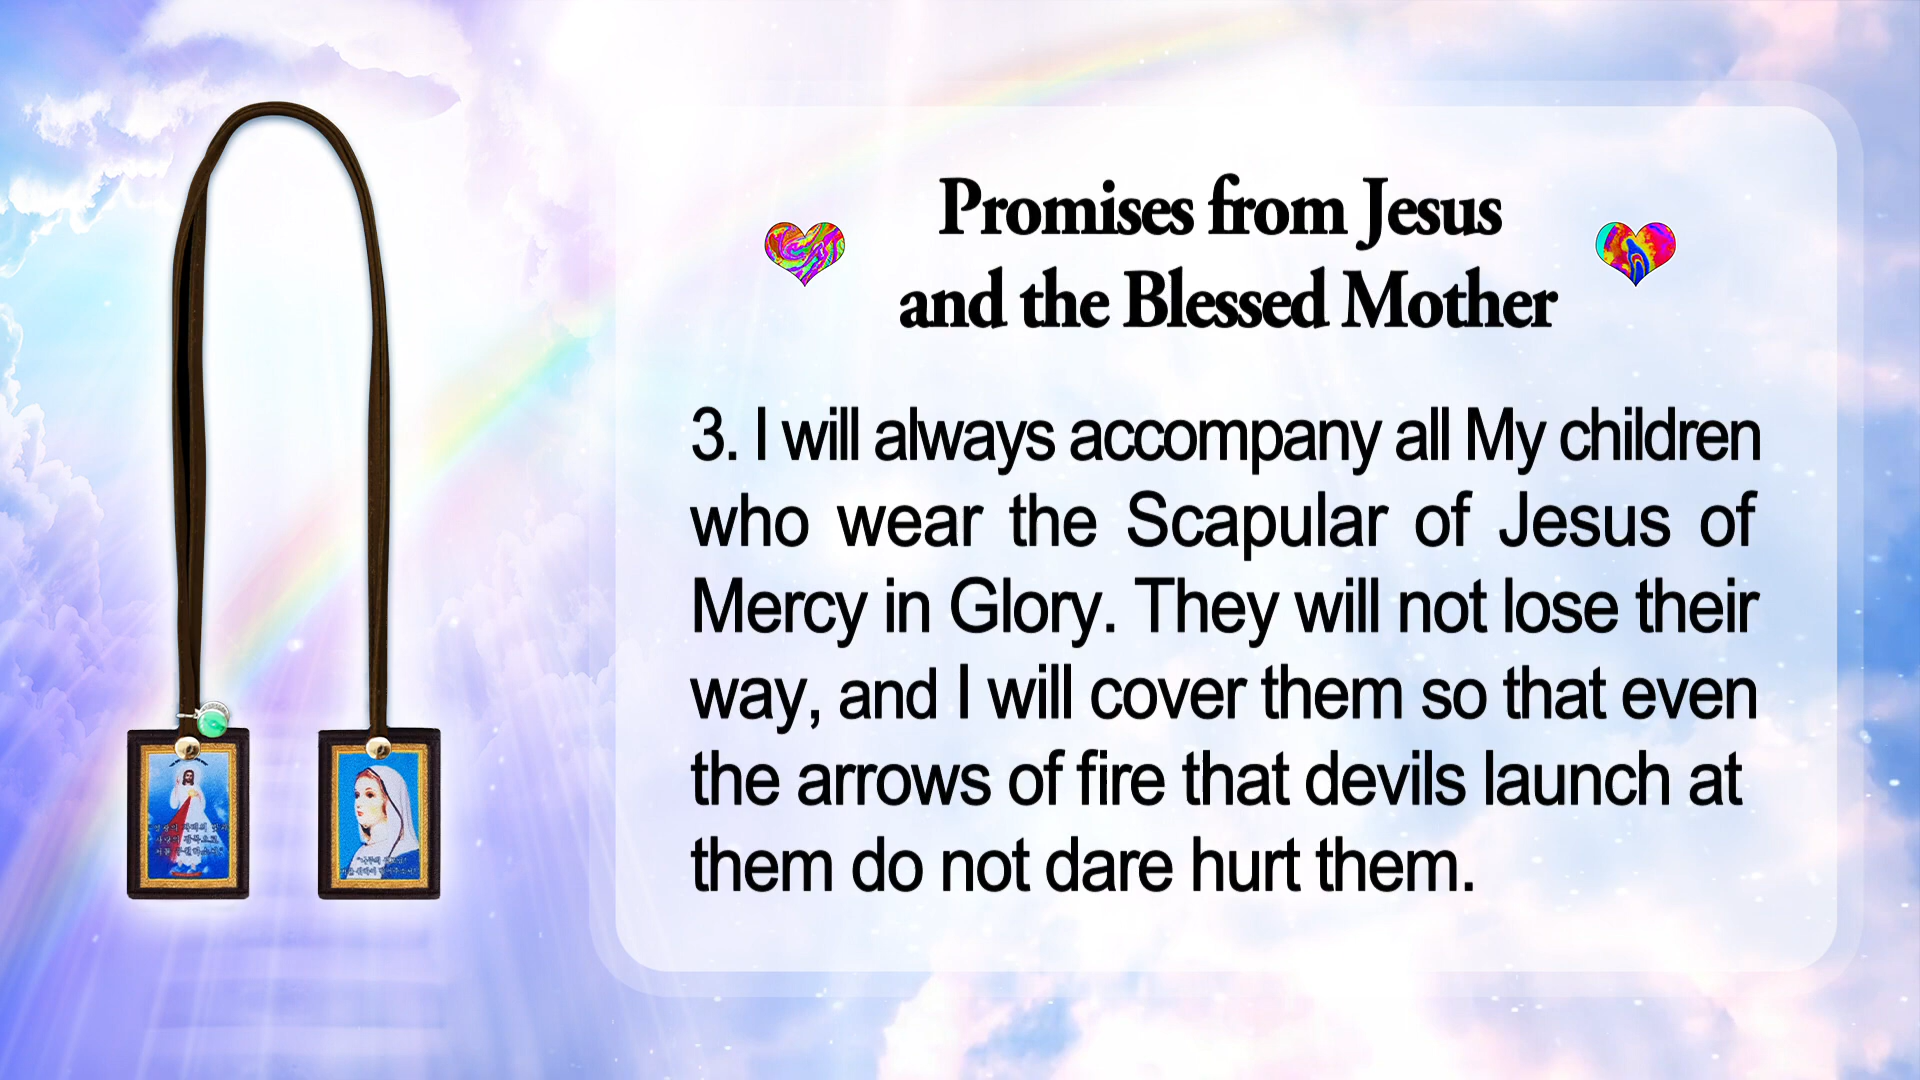 Promises from Jesus
and the Blessed Mother
3. I will always accompany all My children
who wear the Scapular of Jesus of
Mercy in Glory. They will not lose their
way, and I will cover them so that even
the arrows of fire that devils launch at
them do not dare hurt them.